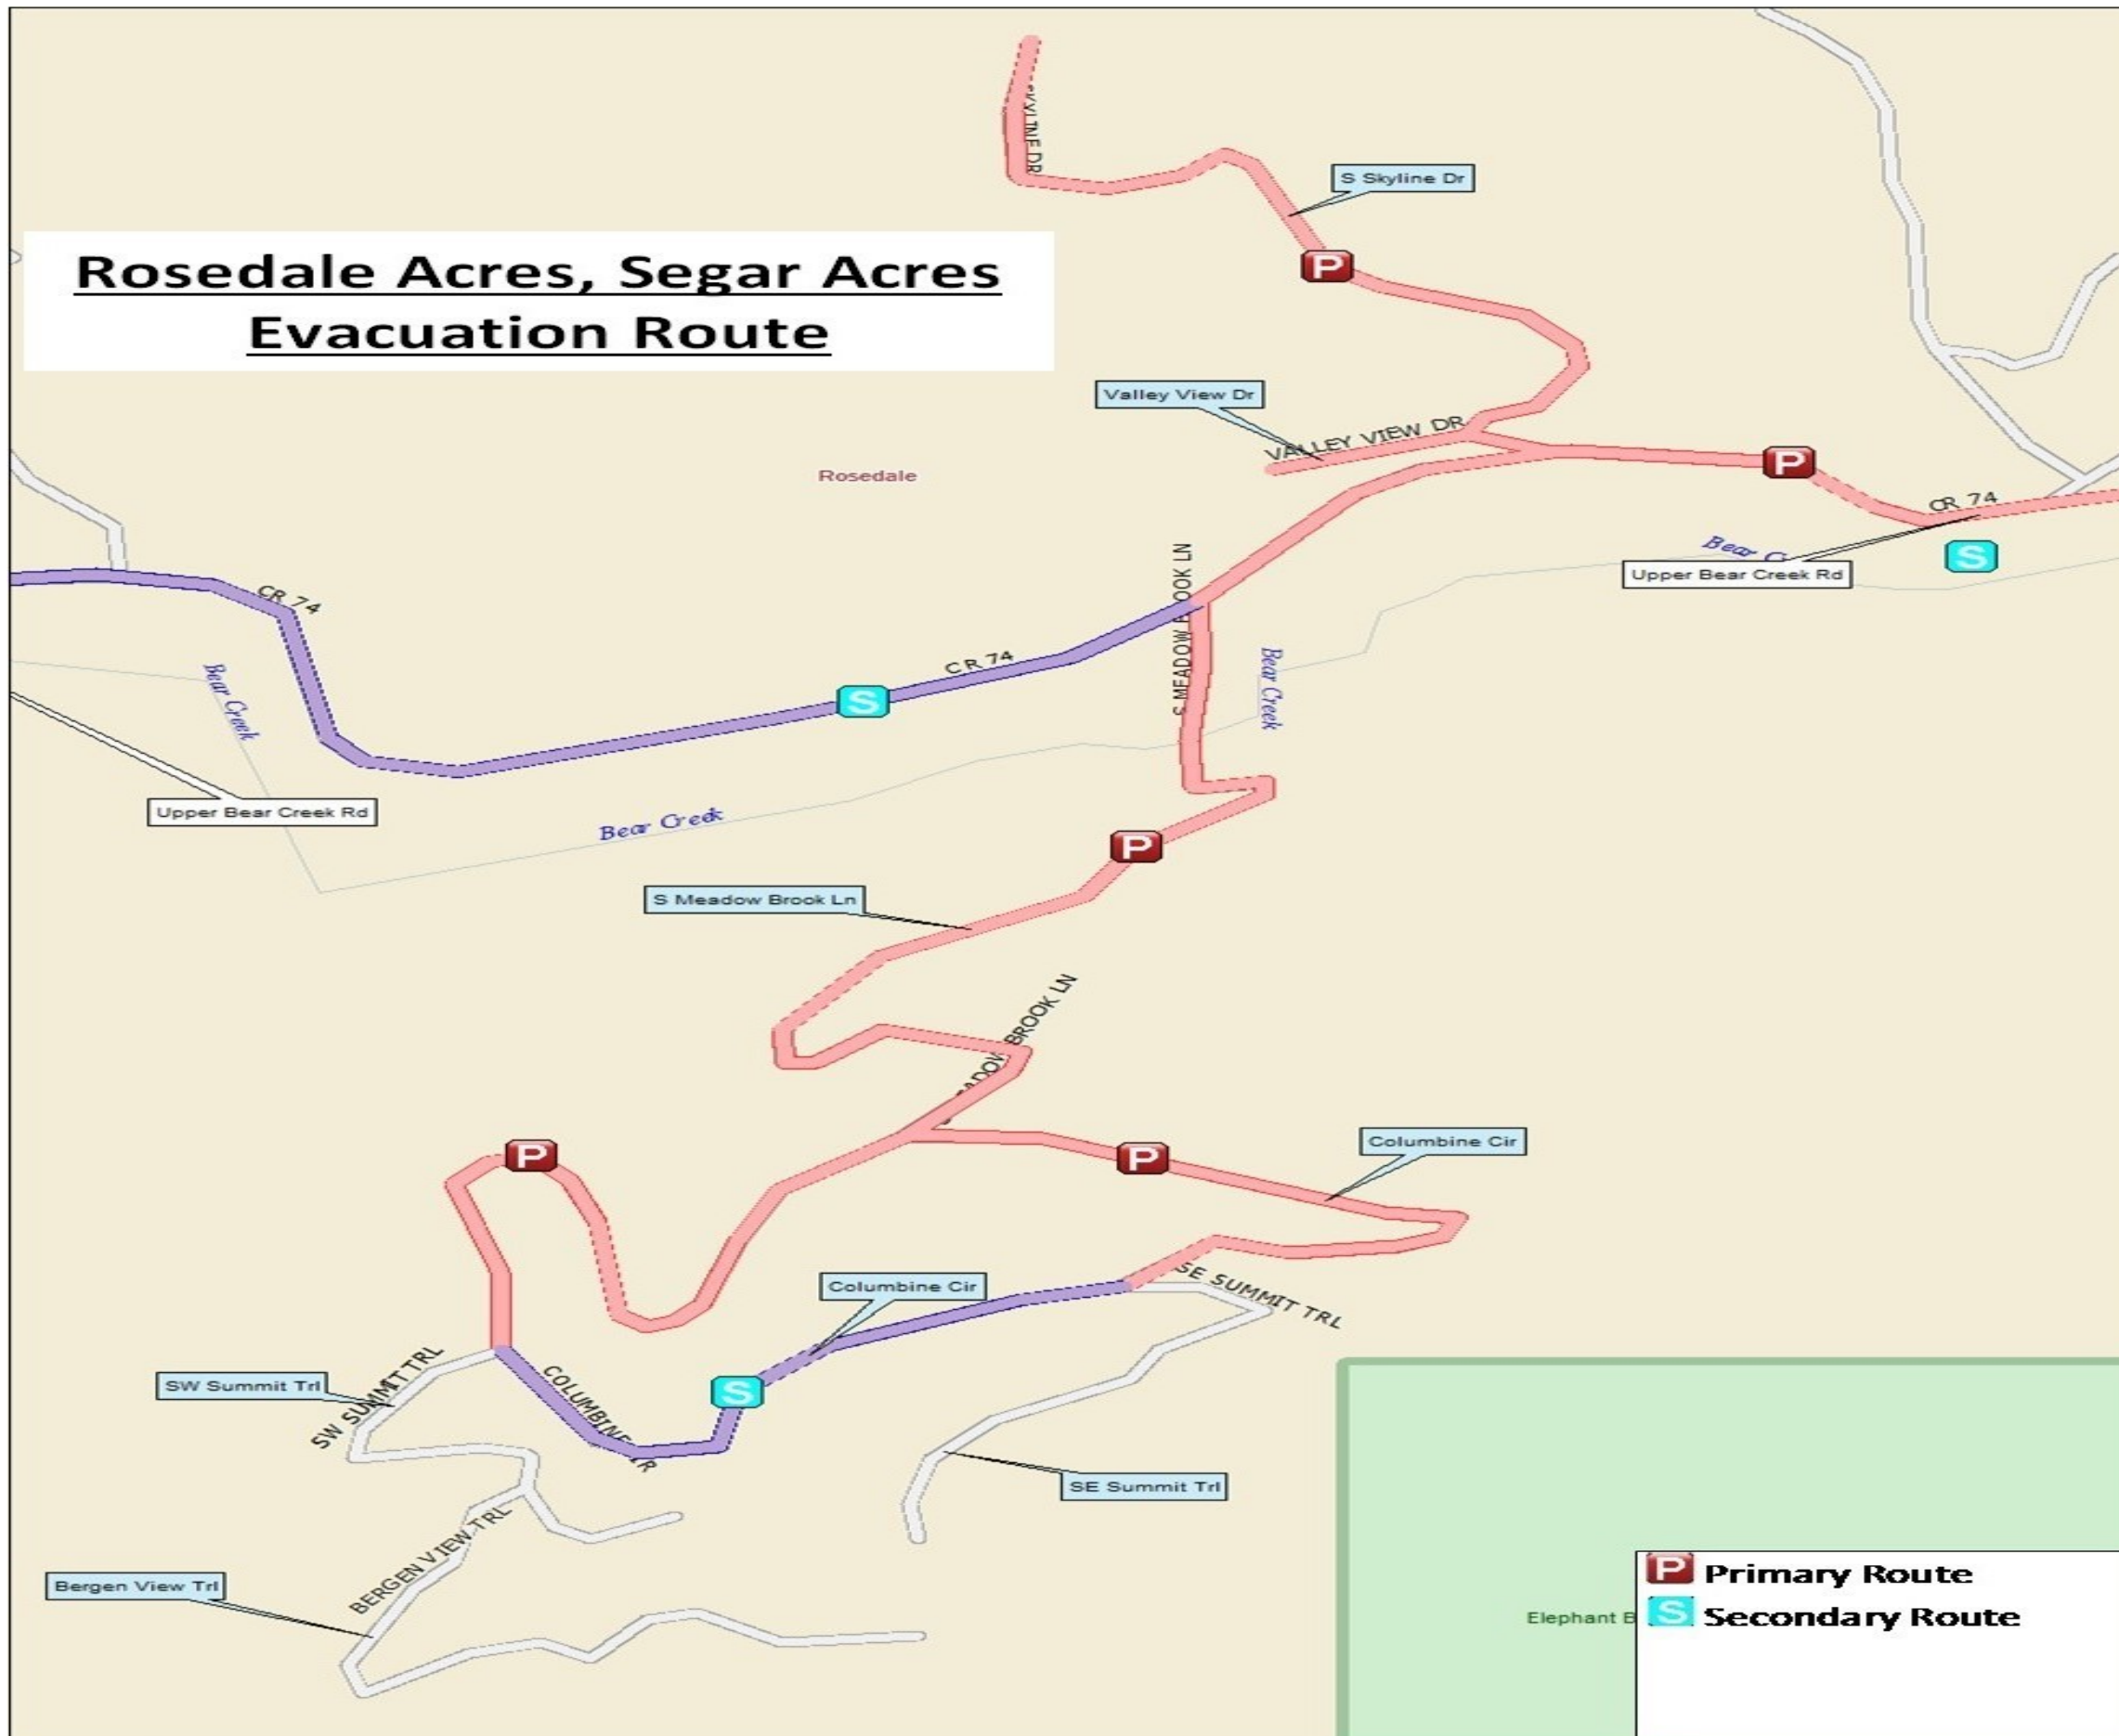 S Skyline Dr
Rosedale Acres, Segar Acres
Evacuation Route
Valley View Dr
VALLEY VIEW DR
Rosedale
CR 74
Bear
Upper Bear Creek Rd
S MEADOW BROOK LN
CR 74
CR 74
Bear Creek
Bear Creek
Upper Bear Creek Rd
Bear Creek
S Meadow Brook Ln
BROOK LN
Columbine Cir
Columbine Cir
SE SUMMIT TRL
SW SUMMIT TRL
SW Summit Trl
COLUMBINE
SE Summit Trl
BERGEN VIEW TRL
Bergen View Trl
Elephant
P Primary Route
S Secondary Route
P
P
P
P
P
S
S
S